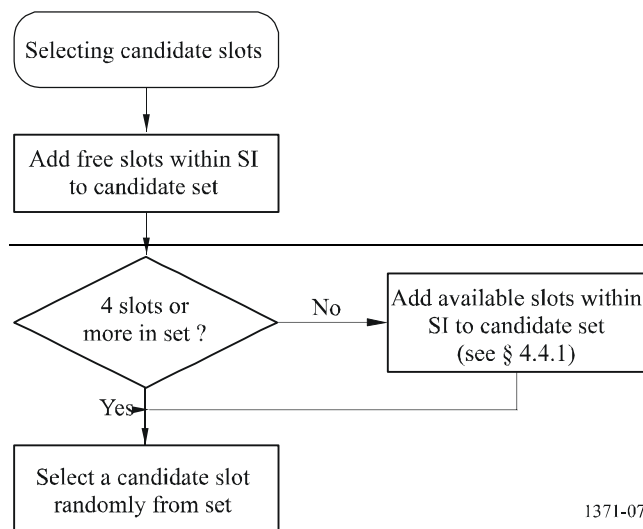 Selecting candidate slots
Add free slots within SI
to candidate set
4 slots or
more in set ?
No
Add available slots within
SI to candidate set
(see § 4.4.1)
Yes
Select a candidate slot
randomly from set
1371-07